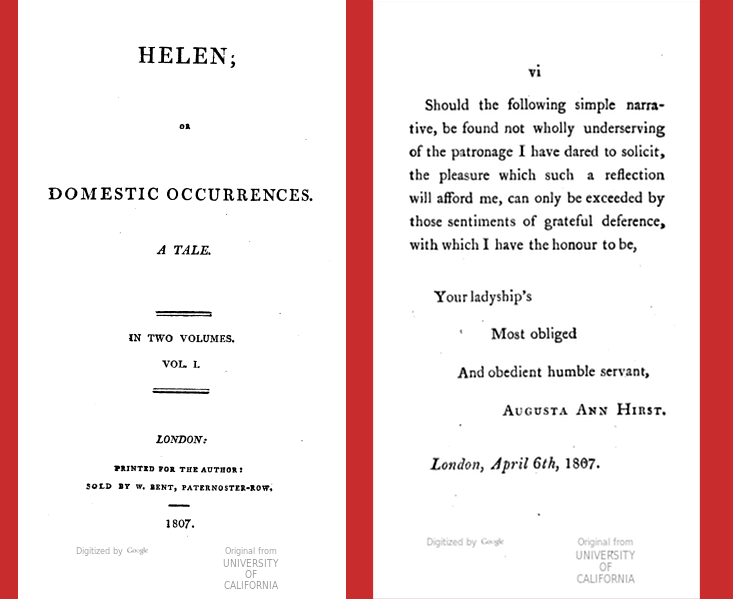 HELEN;
OR
DOMESTIC OCCURRENCES.
A TALE.
IN TWO VOLUMES.
VOL. I.
LONDON:
PRINTED FOR THE AUTHOR:
SOLD BY W. BENT, PATERNOSTER-ROW.
1807.
Digitized by Google
Original from
UNIVERSITY
OF
CALIFORNIA
vi
Should the following simple narra-
tive, be found not wholly underserving
of the patronage I have dared to solicit,
the pleasure which such a reflection
will afford me, can only be exceeded by
those sentiments of grateful deference,
with which I have the honour to be,
Your ladyship's
Most obliged
And obedient humble servant,
AUGUSTA ANN HIRST.
London, April 6th, 1807.
Digitized by Google
Original from
UNIVERSITY
OF
CALIFORNIA